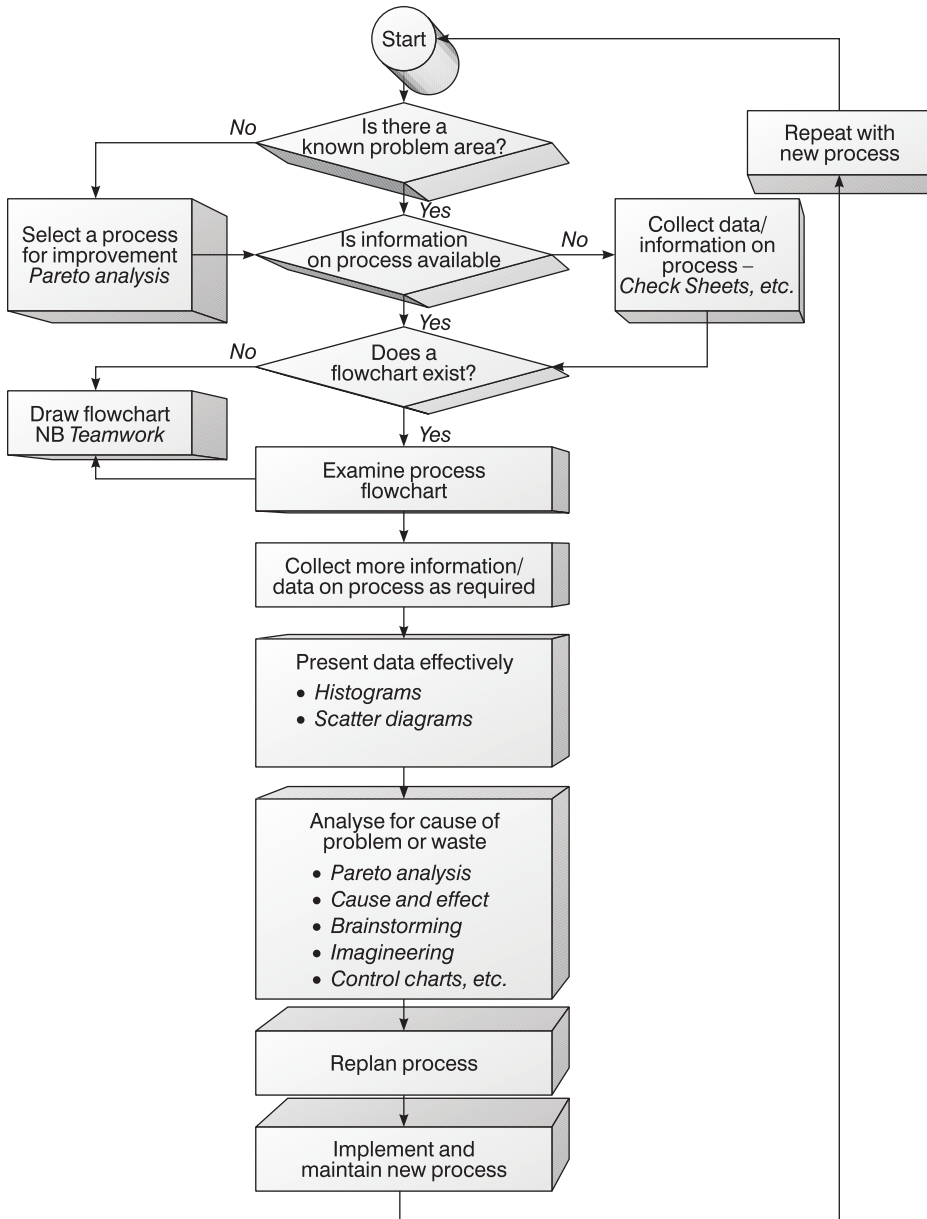 Start
Is there a
known problem area?
No
Yes
Repeat with
new process
Select a process
for improvement
Pareto analysis
Is information
on process available
No
Yes
Collect data/
information on
process –
Check Sheets, etc.
Does a
flowchart exist?
No
Yes
Draw flowchart
NB Teamwork
Examine process
flowchart
Collect more information/
data on process as required
Present data effectively
• Histograms
• Scatter diagrams
Analyse for cause of
problem or waste
• Pareto analysis
• Cause and effect
• Brainstorming
• Imagineering
• Control charts, etc.
Replan process
Implement and
maintain new process